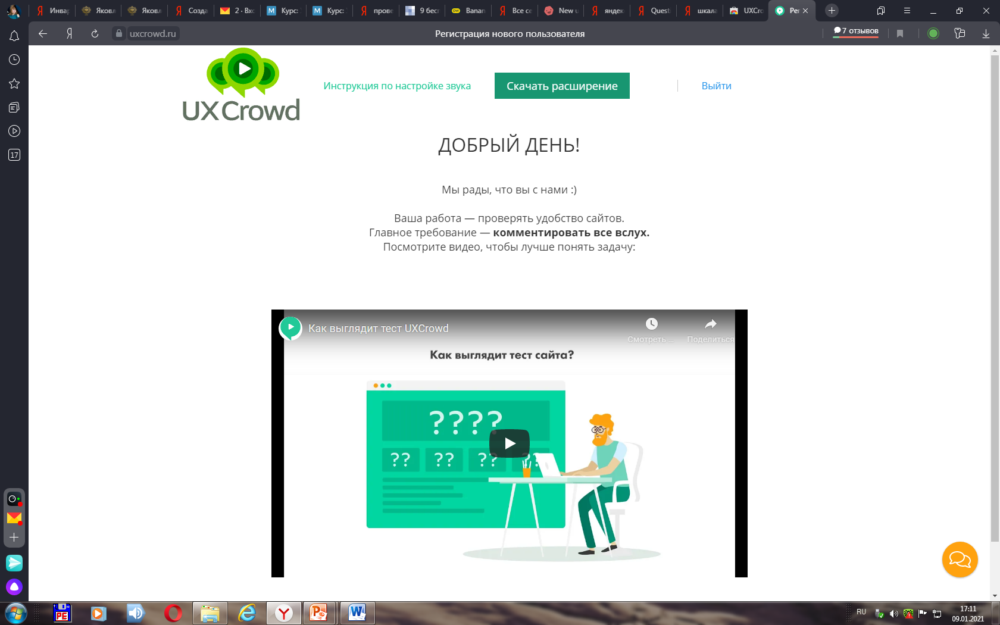 Инвар
Яковл
Яковл
Созда
2 · Вхо
Курс:
Курс:
прове
9 бесп
Banan
Все се
New u
яндек
Quest
шкала
UXCro
Рег
uxcrowd.ru
Регистрация нового пользователя
7 отзывов
17
UXCrowd
Инструкция по настройке звука
Скачать расширение
Выйти
ДОБРЫЙ ДЕНЬ!
Мы рады, что вы с нами :)
Ваша работа — проверять удобство сайтов.
Главное требование — комментировать все вслух.
Посмотрите видео, чтобы лучше понять задачу:
Как выглядит тест UXCrowd
Смотреть ...
Поделиться
Как выглядит тест сайта?
????
??
??
??
??
RU
17:11
09.01.2021